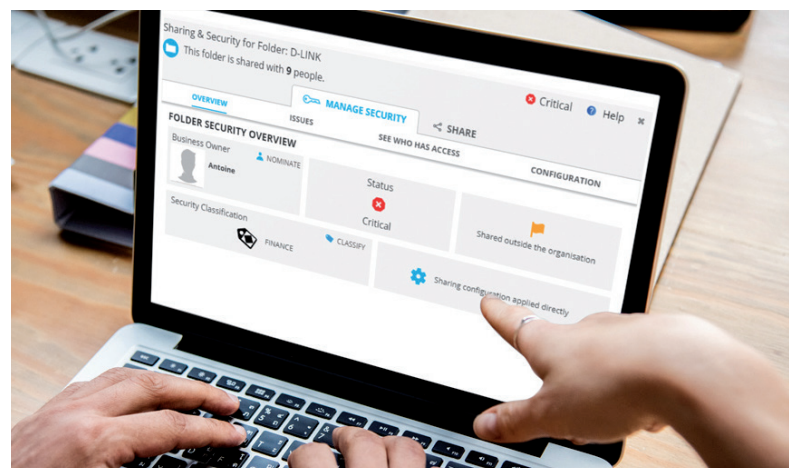 Sharing & Security for Folder: D-LINK
This folder is shared with 9 people.
Critical
Help
MANAGE SECURITY
SHARE
OVERVIEW
ISSUES
SEE WHO HAS ACCESS
CONFIGURATION
FOLDER SECURITY OVERVIEW
Business Owner
NOMINATE
Antoine
Status
Critical
Shared outside the organisation
Security Classification
CLASSIFY
FINANCE
Sharing configuration applied directly